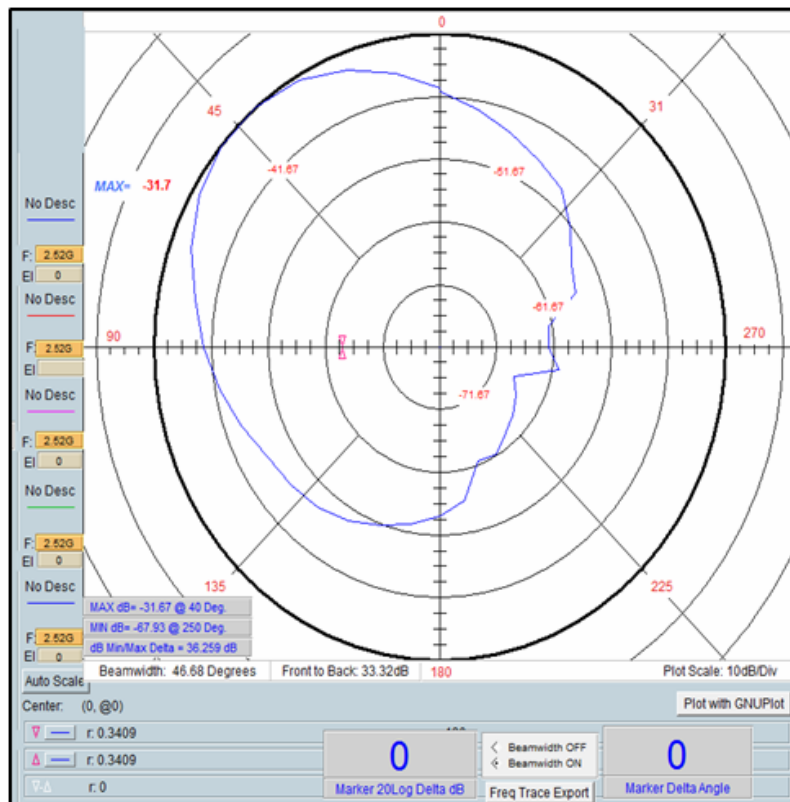 0
45
31
MAX= -31.7
-41.67
-51.67
No Desc
F: 2.52G
El 0
No Desc
-61.67
90
270
F: 2.52G
El
No Desc
-71.67
F: 2.52G
El 0
No Desc
F: 2.52G
El 0
135
225
No Desc
MAX dB= -31.67 @ 40 Deg.
MIN dB= -67.93 @ 250 Deg.
dB Min/Max Delta = 36.259 dB
F: 2.52G
El 0
Beamwidth: 46.68 Degrees
Front to Back: 33.32dB
180
Plot Scale: 10dB/Div
Auto Scale
Center: (0, @0)
Plot with GNUPlot
r: 0.3409
r: 0.3409
r: 0
0
Marker 20Log Delta dB
Beamwidth OFF
Beamwidth ON
Freq Trace Export
0
Marker Delta Angle